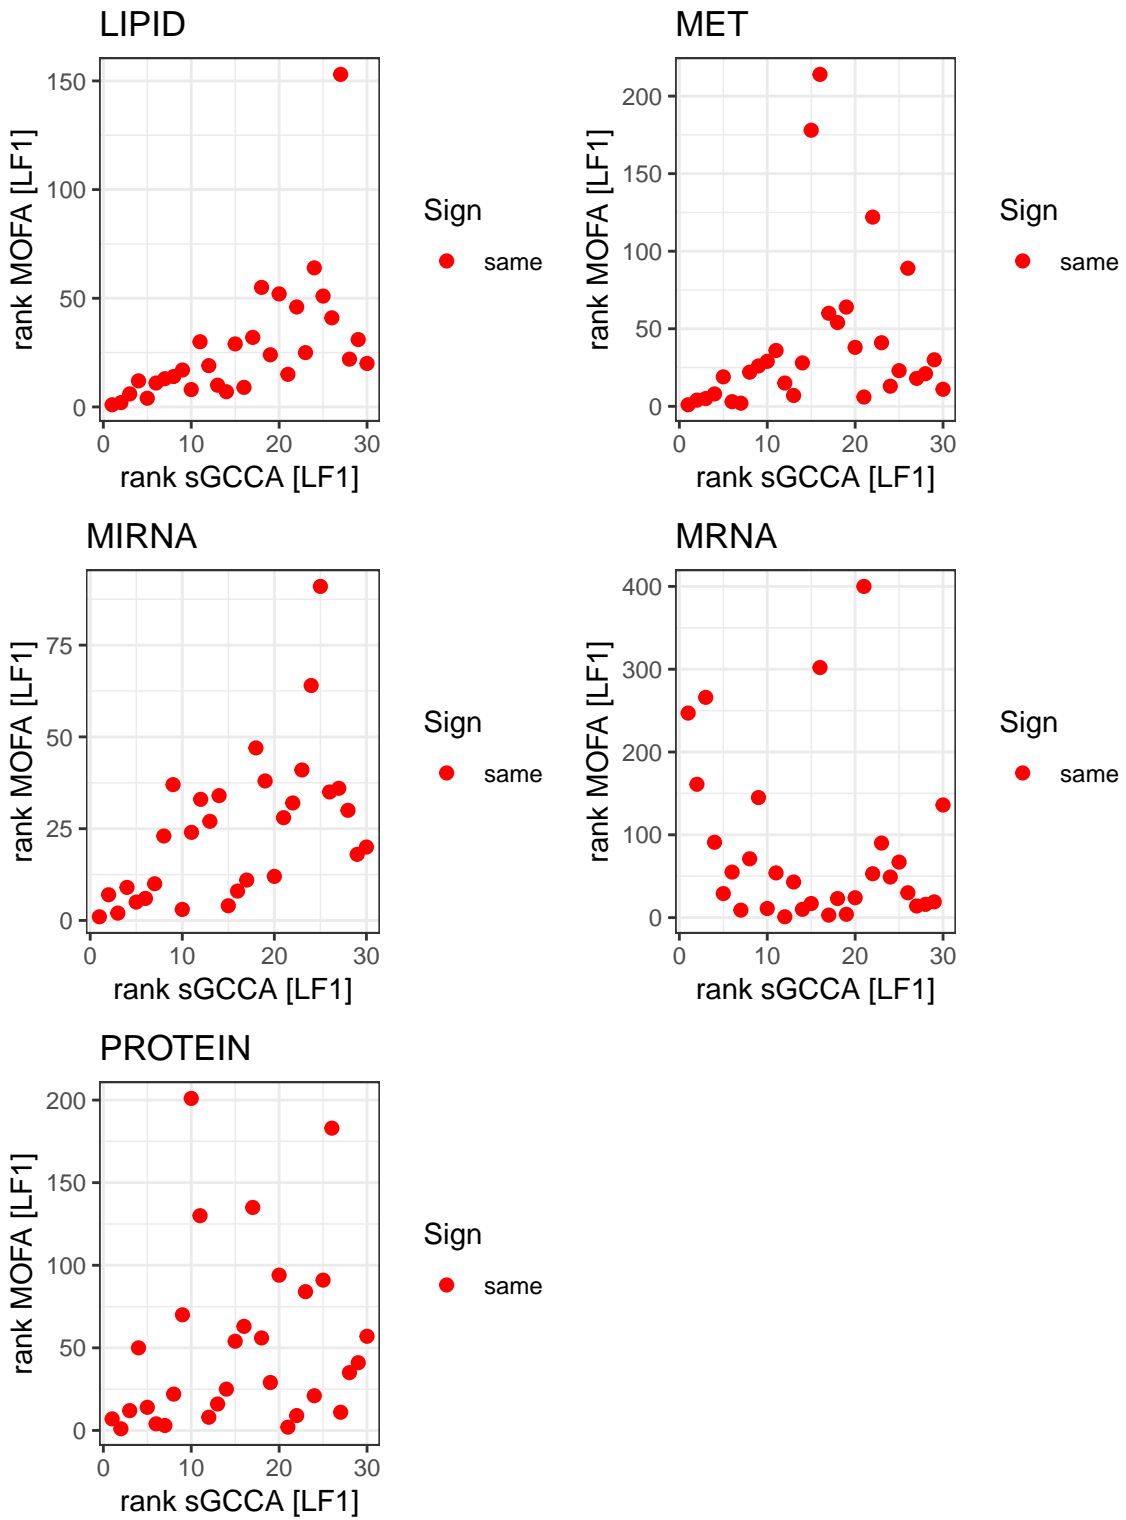 LIPID
150
100
50
0
rank MOFA [LF1]
0 10 20 30
rank sGCCA [LF1]
Sign
same
MET
200
150
100
50
0
rank MOFA [LF1]
0 10 20 30
rank sGCCA [LF1]
Sign
same
MIRNA
75
50
25
0
rank MOFA [LF1]
0 10 20 30
rank sGCCA [LF1]
Sign
same
MRNA
400
300
200
100
0
rank MOFA [LF1]
0 10 20 30
rank sGCCA [LF1]
Sign
same
PROTEIN
200
150
100
50
0
rank MOFA [LF1]
0 10 20 30
rank sGCCA [LF1]
Sign
same